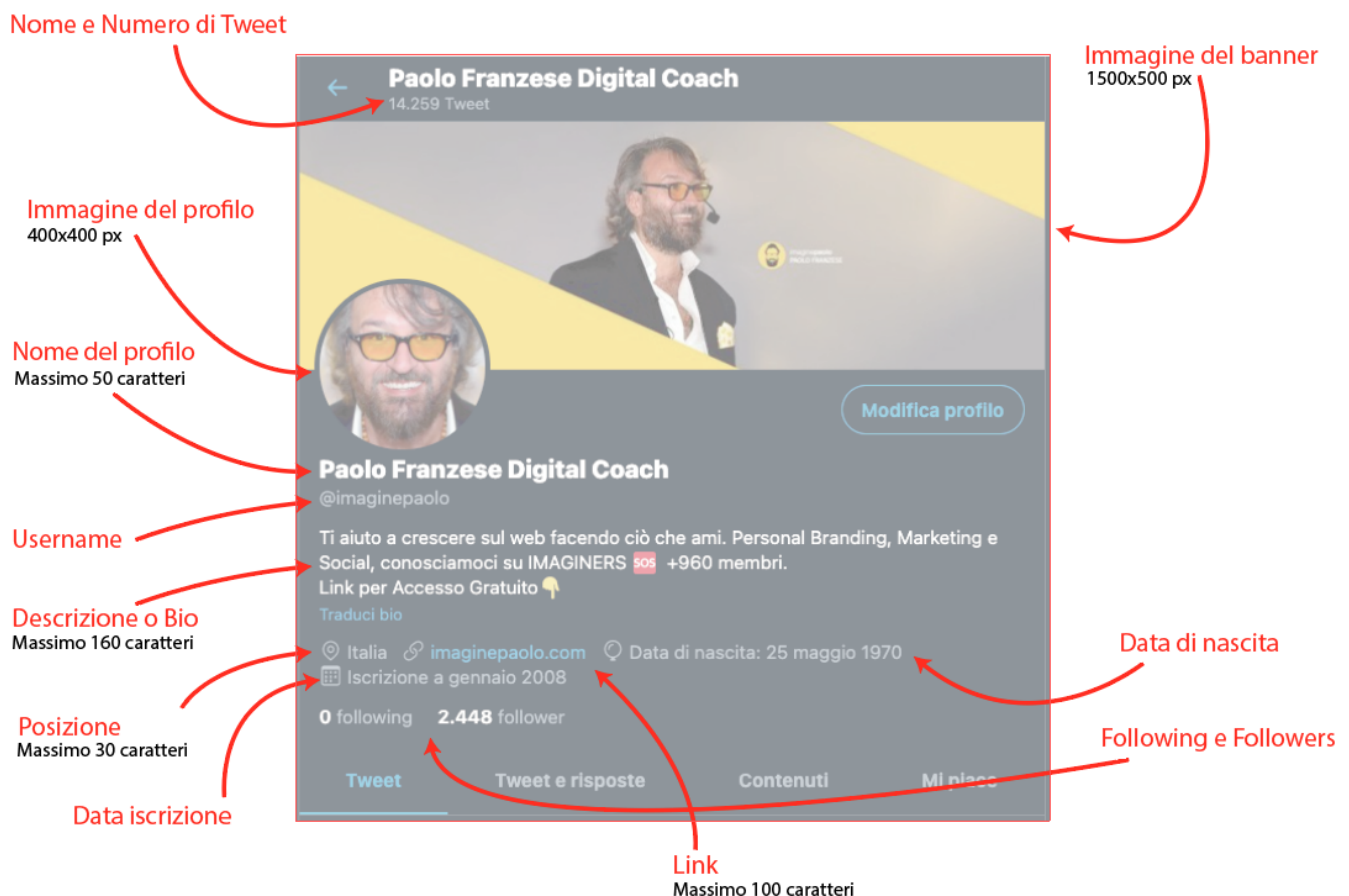 Nome e Numero di Tweet
Immagine del banner
1500x500 px
Paolo Franzese Digital Coach
14.259 Tweet
imaginepaolo
PAOLO FRANZESE
Immagine del profilo
400x400 px
Nome del profilo
Massimo 50 caratteri
Modifica profilo
Paolo Franzese Digital Coach
@imaginepaolo
Username
Ti aiuto a crescere sul web facendo ciò che ami. Personal Branding, Marketing e
Social, conosciamoci su IMAGINERS 🆘 +960 membri.
Link per Accesso Gratuito 👇
Traduci bio
Descrizione o Bio
Massimo 160 caratteri
Italia imaginepaolo.com Data di nascita: 25 maggio 1970
Iscrizione a gennaio 2008
Data di nascita
0 following 2.448 follower
Posizione
Massimo 30 caratteri
Following e Followers
Tweet Tweet e risposte Contenuti Mi piace
Data iscrizione
Link
Massimo 100 caratteri